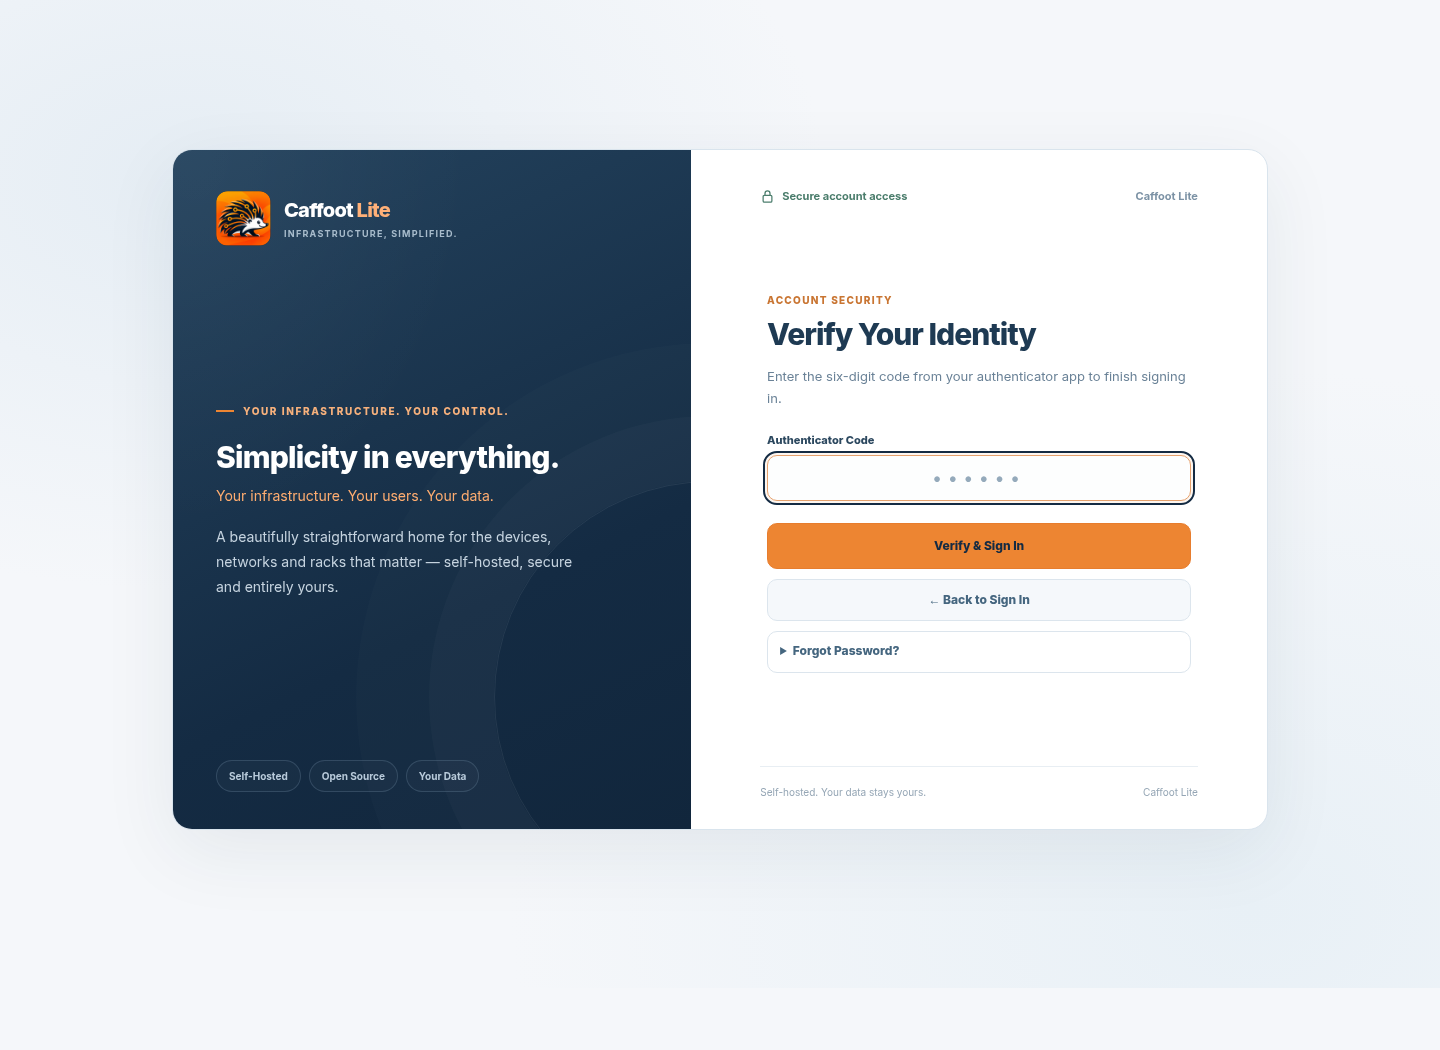 Caffoot Lite
INFRASTRUCTURE, SIMPLIFIED.
YOUR INFRASTRUCTURE. YOUR CONTROL.
Simplicity in everything.
Your infrastructure. Your users. Your data.
A beautifully straightforward home for the devices,
networks and racks that matter — self-hosted, secure
and entirely yours.
Self-Hosted
Open Source
Your Data
Secure account access
Caffoot Lite
ACCOUNT SECURITY
Verify Your Identity
Enter the six-digit code from your authenticator app to finish signing
in.
Authenticator Code
Verify & Sign In
← Back to Sign In
Forgot Password?
Self-hosted. Your data stays yours.
Caffoot Lite